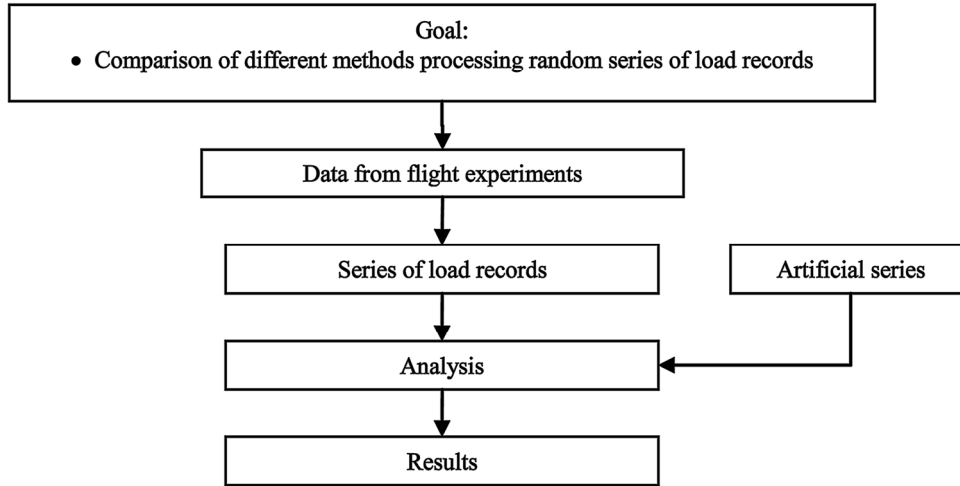 Goal:
• Comparison of different methods processing random series of load records
Data from flight experiments
Series of load records
Artificial series
Analysis
Results